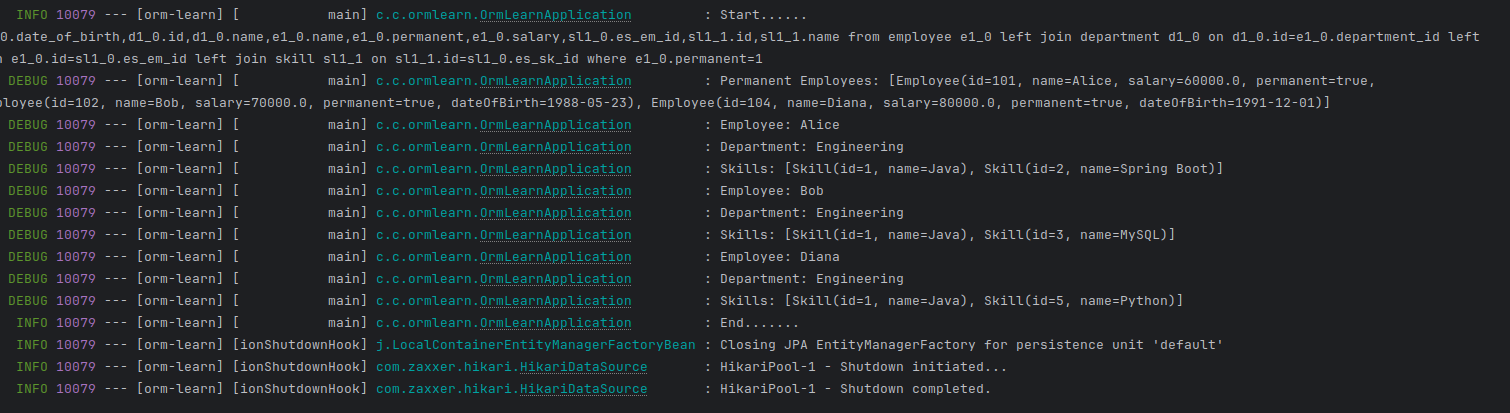 INFO 10079 --- [orm-learn] [           main] c.c.ormlearn.OrmLearnApplication         : Start......
0.date_of_birth,d1_0.id,d1_0.name,e1_0.name,e1_0.permanent,e1_0.salary,sl1_0.es_em_id,sl1_1.id,sl1_1.name from employee e1_0 left join department d1_0 on d1_0.id=e1_0.department_id left
e1_0.id=sl1_0.es_em_id left join skill sl1_1 on sl1_1.id=sl1_0.es_sk_id where e1_0.permanent=1
DEBUG 10079 --- [orm-learn] [           main] c.c.ormlearn.OrmLearnApplication         : Permanent Employees: [Employee(id=101, name=Alice, salary=60000.0, permanent=true,
ployee(id=102, name=Bob, salary=70000.0, permanent=true, dateOfBirth=1988-05-23), Employee(id=104, name=Diana, salary=80000.0, permanent=true, dateOfBirth=1991-12-01)]
DEBUG 10079 --- [orm-learn] [           main] c.c.ormlearn.OrmLearnApplication         : Employee: Alice
DEBUG 10079 --- [orm-learn] [           main] c.c.ormlearn.OrmLearnApplication         : Department: Engineering
DEBUG 10079 --- [orm-learn] [           main] c.c.ormlearn.OrmLearnApplication         : Skills: [Skill(id=1, name=Java), Skill(id=2, name=Spring Boot)]
DEBUG 10079 --- [orm-learn] [           main] c.c.ormlearn.OrmLearnApplication         : Employee: Bob
DEBUG 10079 --- [orm-learn] [           main] c.c.ormlearn.OrmLearnApplication         : Department: Engineering
DEBUG 10079 --- [orm-learn] [           main] c.c.ormlearn.OrmLearnApplication         : Skills: [Skill(id=1, name=Java), Skill(id=3, name=MySQL)]
DEBUG 10079 --- [orm-learn] [           main] c.c.ormlearn.OrmLearnApplication         : Employee: Diana
DEBUG 10079 --- [orm-learn] [           main] c.c.ormlearn.OrmLearnApplication         : Department: Engineering
DEBUG 10079 --- [orm-learn] [           main] c.c.ormlearn.OrmLearnApplication         : Skills: [Skill(id=1, name=Java), Skill(id=5, name=Python)]
INFO 10079 --- [orm-learn] [           main] c.c.ormlearn.OrmLearnApplication         : End.......
INFO 10079 --- [orm-learn] [ionShutdownHook] j.LocalContainerEntityManagerFactoryBean : Closing JPA EntityManagerFactory for persistence unit 'default'
INFO 10079 --- [orm-learn] [ionShutdownHook] com.zaxxer.hikari.HikariDataSource       : HikariPool-1 - Shutdown initiated...
INFO 10079 --- [orm-learn] [ionShutdownHook] com.zaxxer.hikari.HikariDataSource       : HikariPool-1 - Shutdown completed.